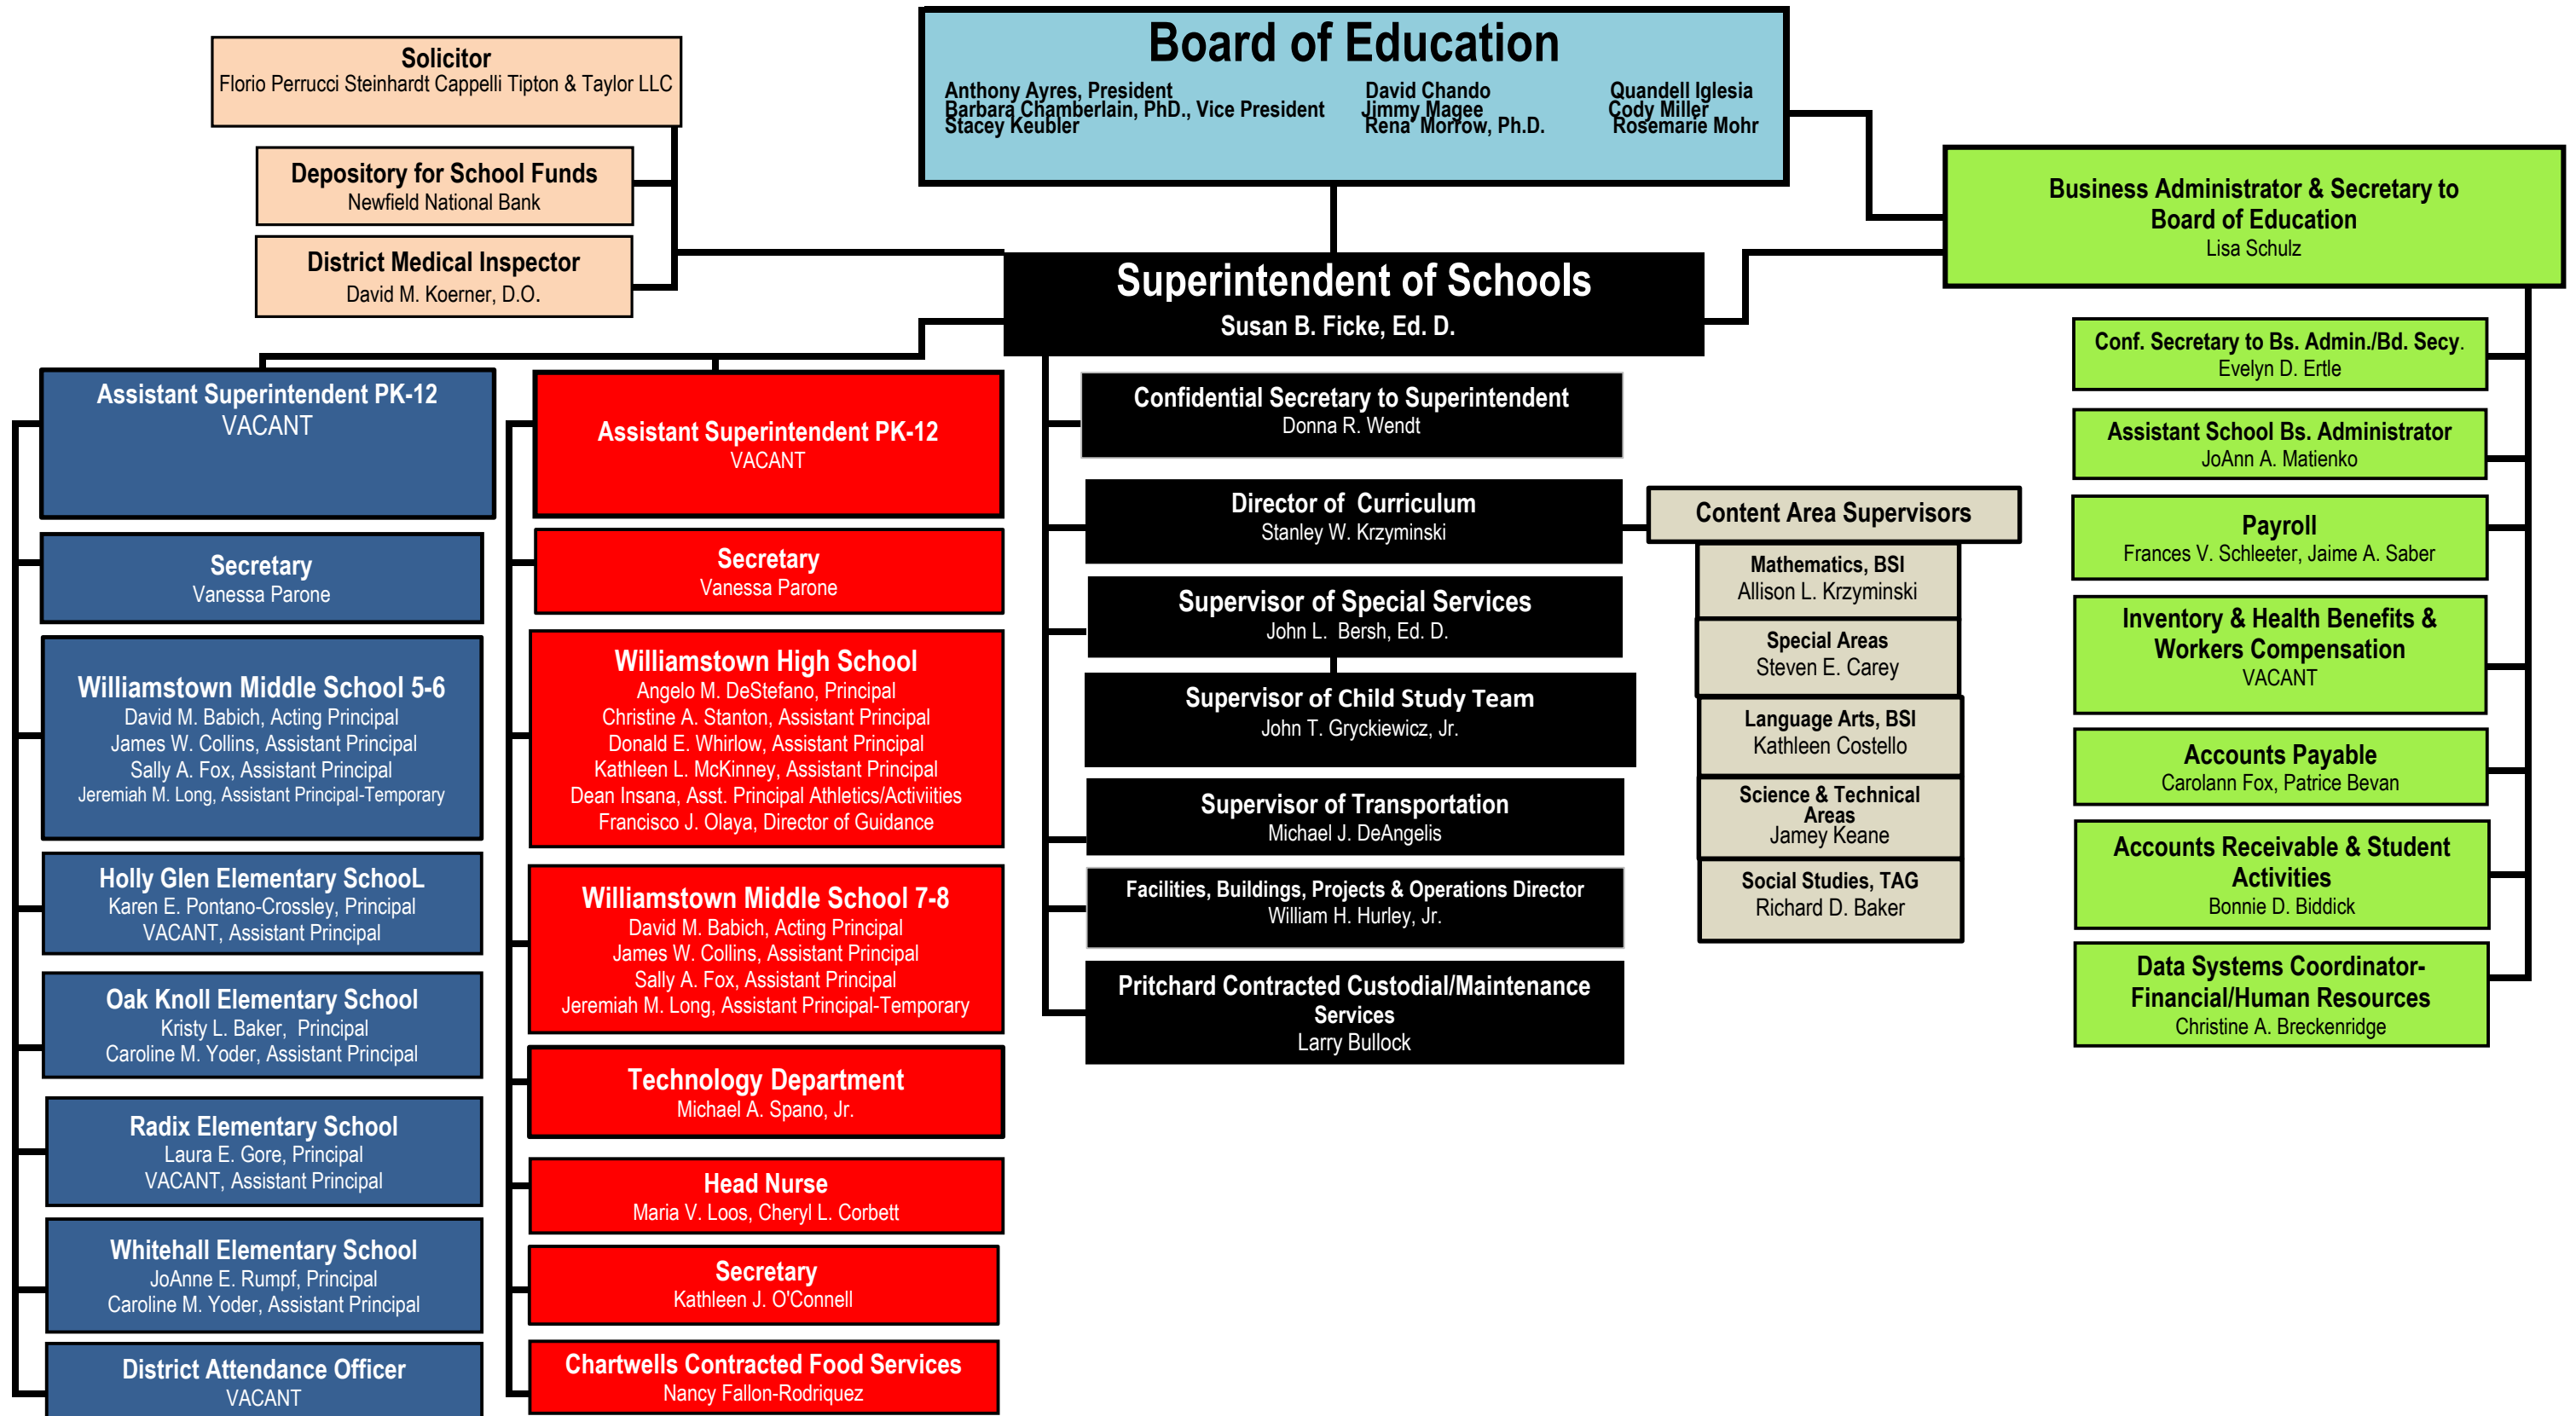 Board of Education
Anthony Ayres, President
Barbara Chamberlain, PhD., Vice President
Stacey Keubler
David Chando
Jimmy Magee
Rena Morrow, Ph.D.
Quandell Iglesia
Cody Miller
Rosemarie Mohr
Solicitor
Florio Perrucci Steinhardt Cappelli Tipton & Taylor LLC
Depository for School Funds
Newfield National Bank
District Medical Inspector
David M. Koerner, D.O.
Business Administrator & Secretary to
Board of Education
Lisa Schulz
Superintendent of Schools
Susan B. Ficke, Ed. D.
Assistant Superintendent PK-12
VACANT
Secretary
Vanessa Parone
Williamstown Middle School 5-6
David M. Babich, Acting Principal
James W. Collins, Assistant Principal
Sally A. Fox, Assistant Principal
Jeremiah M. Long, Assistant Principal-Temporary
Holly Glen Elementary SchooL
Karen E. Pontano-Crossley, Principal
VACANT, Assistant Principal
Oak Knoll Elementary School
Kristy L. Baker, Principal
Caroline M. Yoder, Assistant Principal
Radix Elementary School
Laura E. Gore, Principal
VACANT, Assistant Principal
Whitehall Elementary School
JoAnne E. Rumpf, Principal
Caroline M. Yoder, Assistant Principal
District Attendance Officer
VACANT
Assistant Superintendent PK-12
VACANT
Secretary
Vanessa Parone
Williamstown High School
Angelo M. DeStefano, Principal
Christine A. Stanton, Assistant Principal
Donald E. Whirlow, Assistant Principal
Kathleen L. McKinney, Assistant Principal
Dean Insana, Asst. Principal Athletics/Activiities
Francisco J. Olaya, Director of Guidance
Williamstown Middle School 7-8
David M. Babich, Acting Principal
James W. Collins, Assistant Principal
Sally A. Fox, Assistant Principal
Jeremiah M. Long, Assistant Principal-Temporary
Technology Department
Michael A. Spano, Jr.
Head Nurse
Maria V. Loos, Cheryl L. Corbett
Secretary
Kathleen J. O'Connell
Chartwells Contracted Food Services
Nancy Fallon-Rodriquez
Confidential Secretary to Superintendent
Donna R. Wendt
Director of Curriculum
Stanley W. Krzyminski
Supervisor of Special Services
John L. Bersh, Ed. D.
Supervisor of Child Study Team
John T. Gryckiewicz, Jr.
Supervisor of Transportation
Michael J. DeAngelis
Facilities, Buildings, Projects & Operations Director
William H. Hurley, Jr.
Pritchard Contracted Custodial/Maintenance
Services
Larry Bullock
Content Area Supervisors
Mathematics, BSI
Allison L. Krzyminski
Special Areas
Steven E. Carey
Language Arts, BSI
Kathleen Costello
Science & Technical
Areas
Jamey Keane
Social Studies, TAG
Richard D. Baker
Conf. Secretary to Bs. Admin./Bd. Secy.
Evelyn D. Ertle
Assistant School Bs. Administrator
JoAnn A. Matienko
Payroll
Frances V. Schleeter, Jaime A. Saber
Inventory & Health Benefits &
Workers Compensation
VACANT
Accounts Payable
Carolann Fox, Patrice Bevan
Accounts Receivable & Student
Activities
Bonnie D. Biddick
Data Systems Coordinator-
Financial/Human Resources
Christine A. Breckenridge